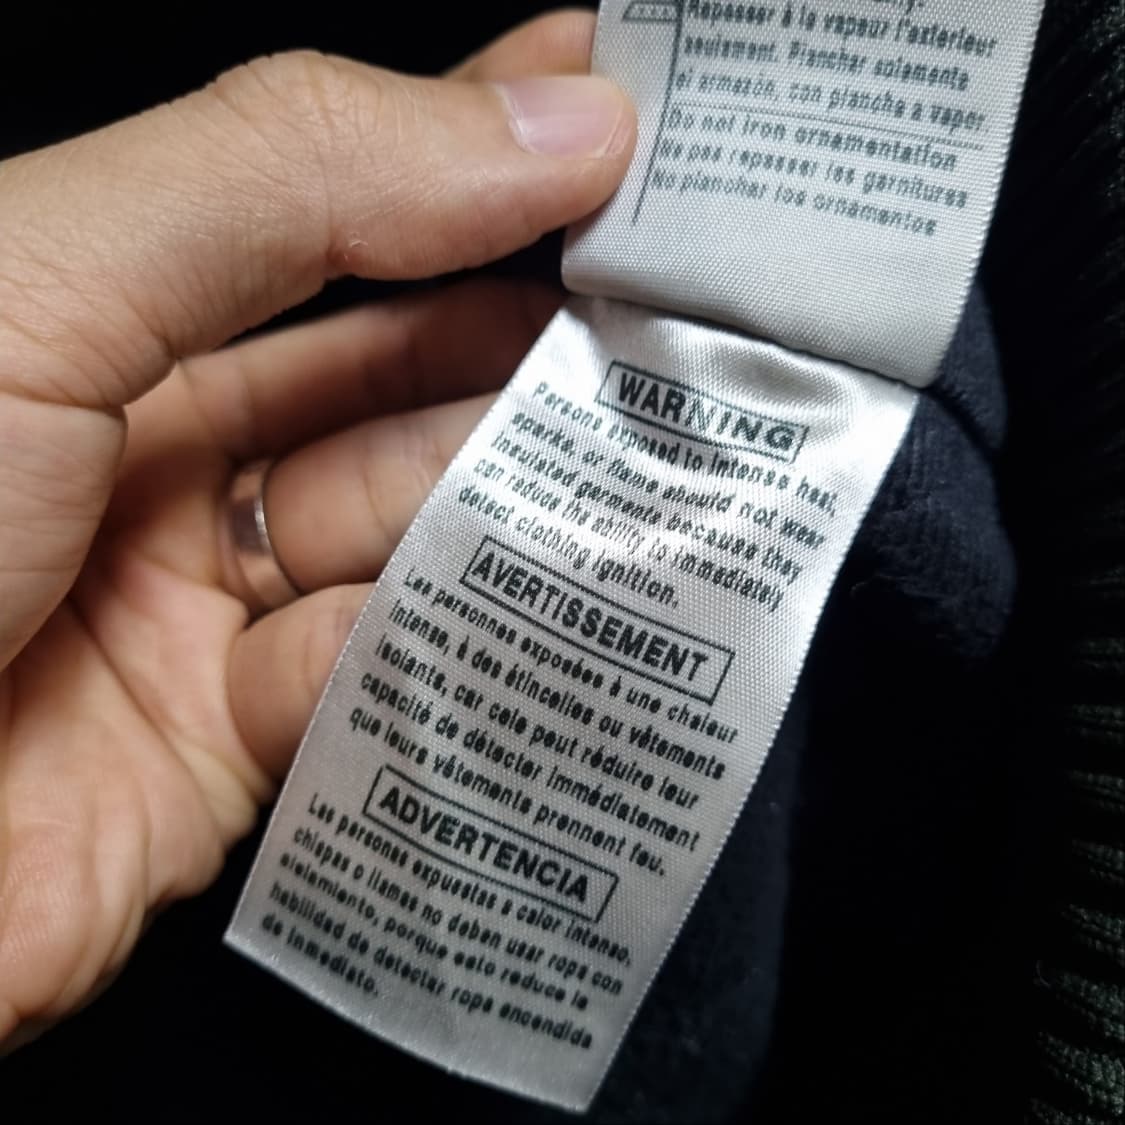 Repasser à la vapeur l'exterieur
seulement. Planchar solamente
el armazón, con plancha a vapor.
Do not iron ornamentation
Ne pas repasser les garnitures
No planchar los ornamentos
WARNING
Persons exposed to intense heat,
sparks, or flame should not wear
insulated garments because they
can reduce the ability to immediately
detect clothing ignition.
AVERTISSEMENT
Les personnes exposées à une chaleur
intense, à des étincelles ou vêtements
isolants, car cela peut réduire leur
capacité de détecter immédiatement
que leurs vêtements prennent feu.
ADVERTENCIA
Las personas expuestas a calor intenso,
chispas o llamas no deben usar ropa con
aislamiento, porque esto reduce la
habilidad de detectar ropa encendida
de inmediato.